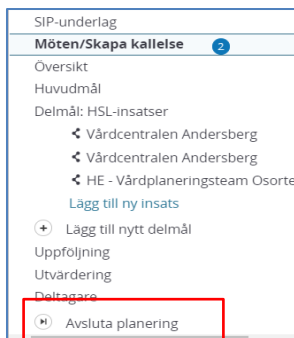 SIP-underlag
Möten/Skapa kallelse 2
Översikt
Huvudmål
Delmål: HSL-insatser
Vårdcentralen Andersberg
Vårdcentralen Andersberg
HE - Vårdplaneringsteam Osorte
Lägg till ny insats
Lägg till nytt delmål
Uppföljning
Utvärdering
Deltagare
Avsluta planering